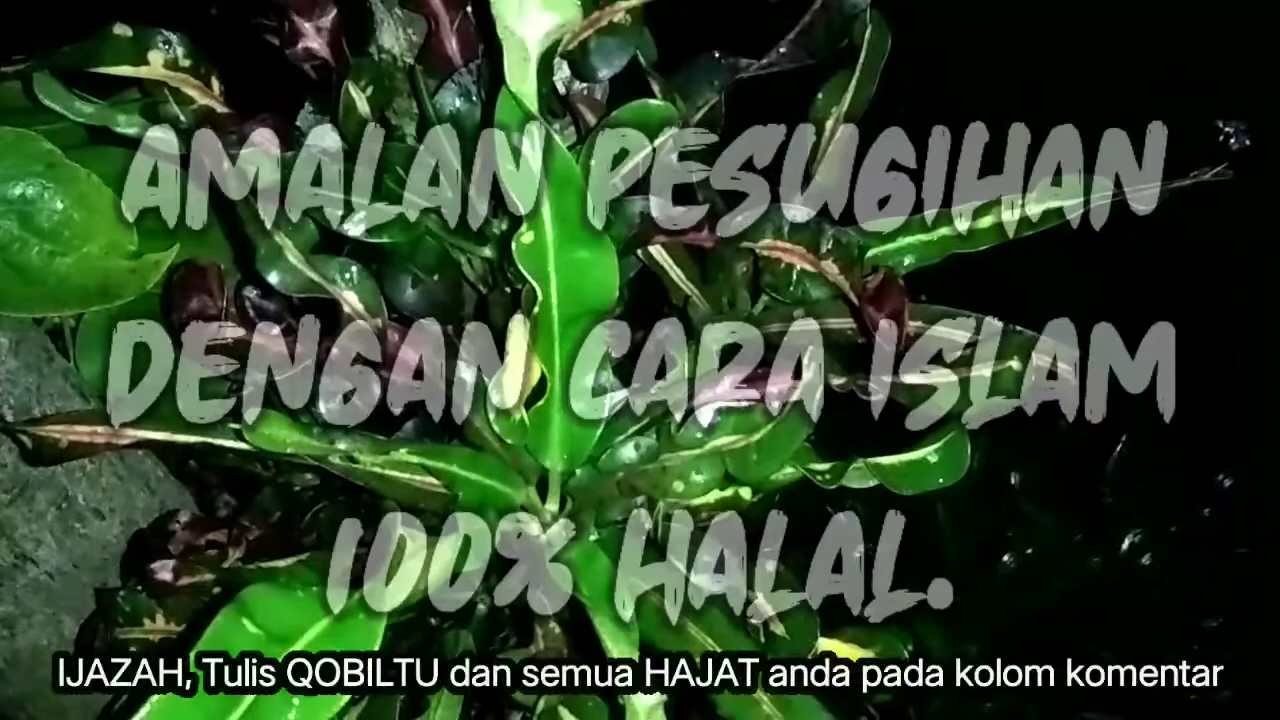 AMALAN PESUGIHAN
DENGAN CARA ISLAM
100% HALAL.
IJAZAH, Tulis QOBILTU dan semua HAJAT anda pada kolom komentar